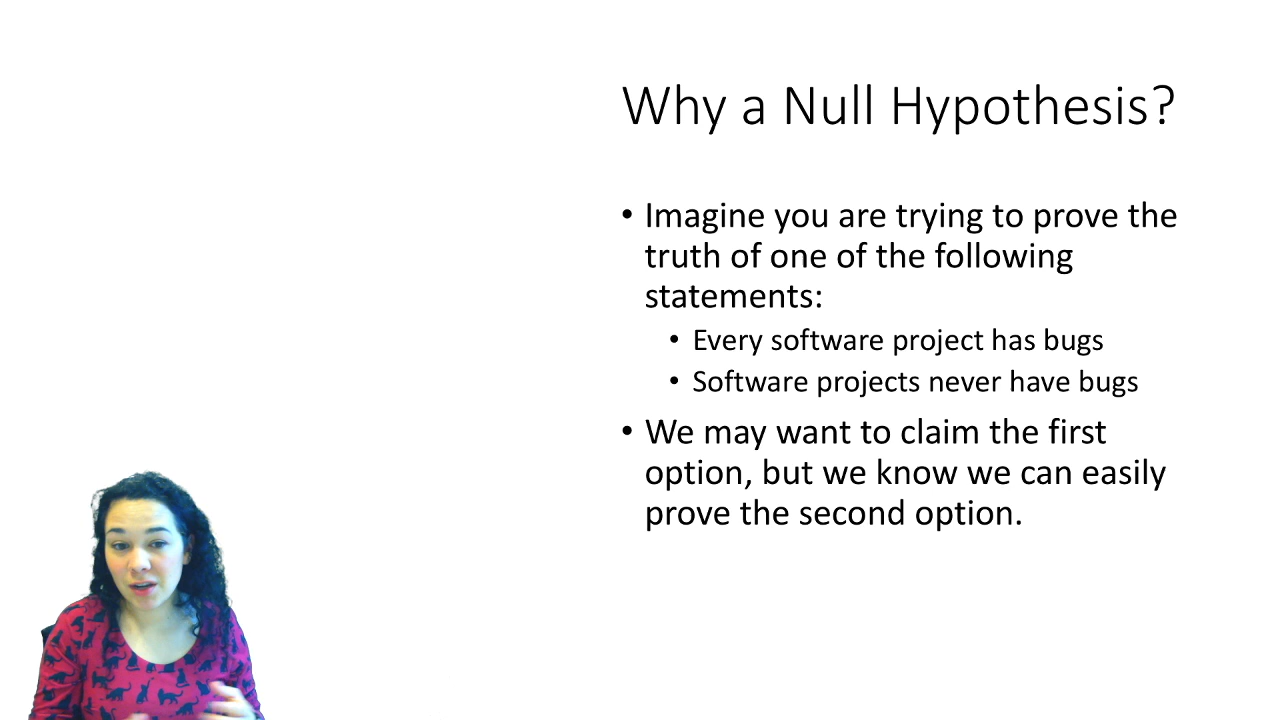 Why a Null Hypothesis?
• Imagine you are trying to prove the
truth of one of the following
statements:
• Every software project has bugs
• Software projects never have bugs
• We may want to claim the first
option, but we know we can easily
prove the second option.